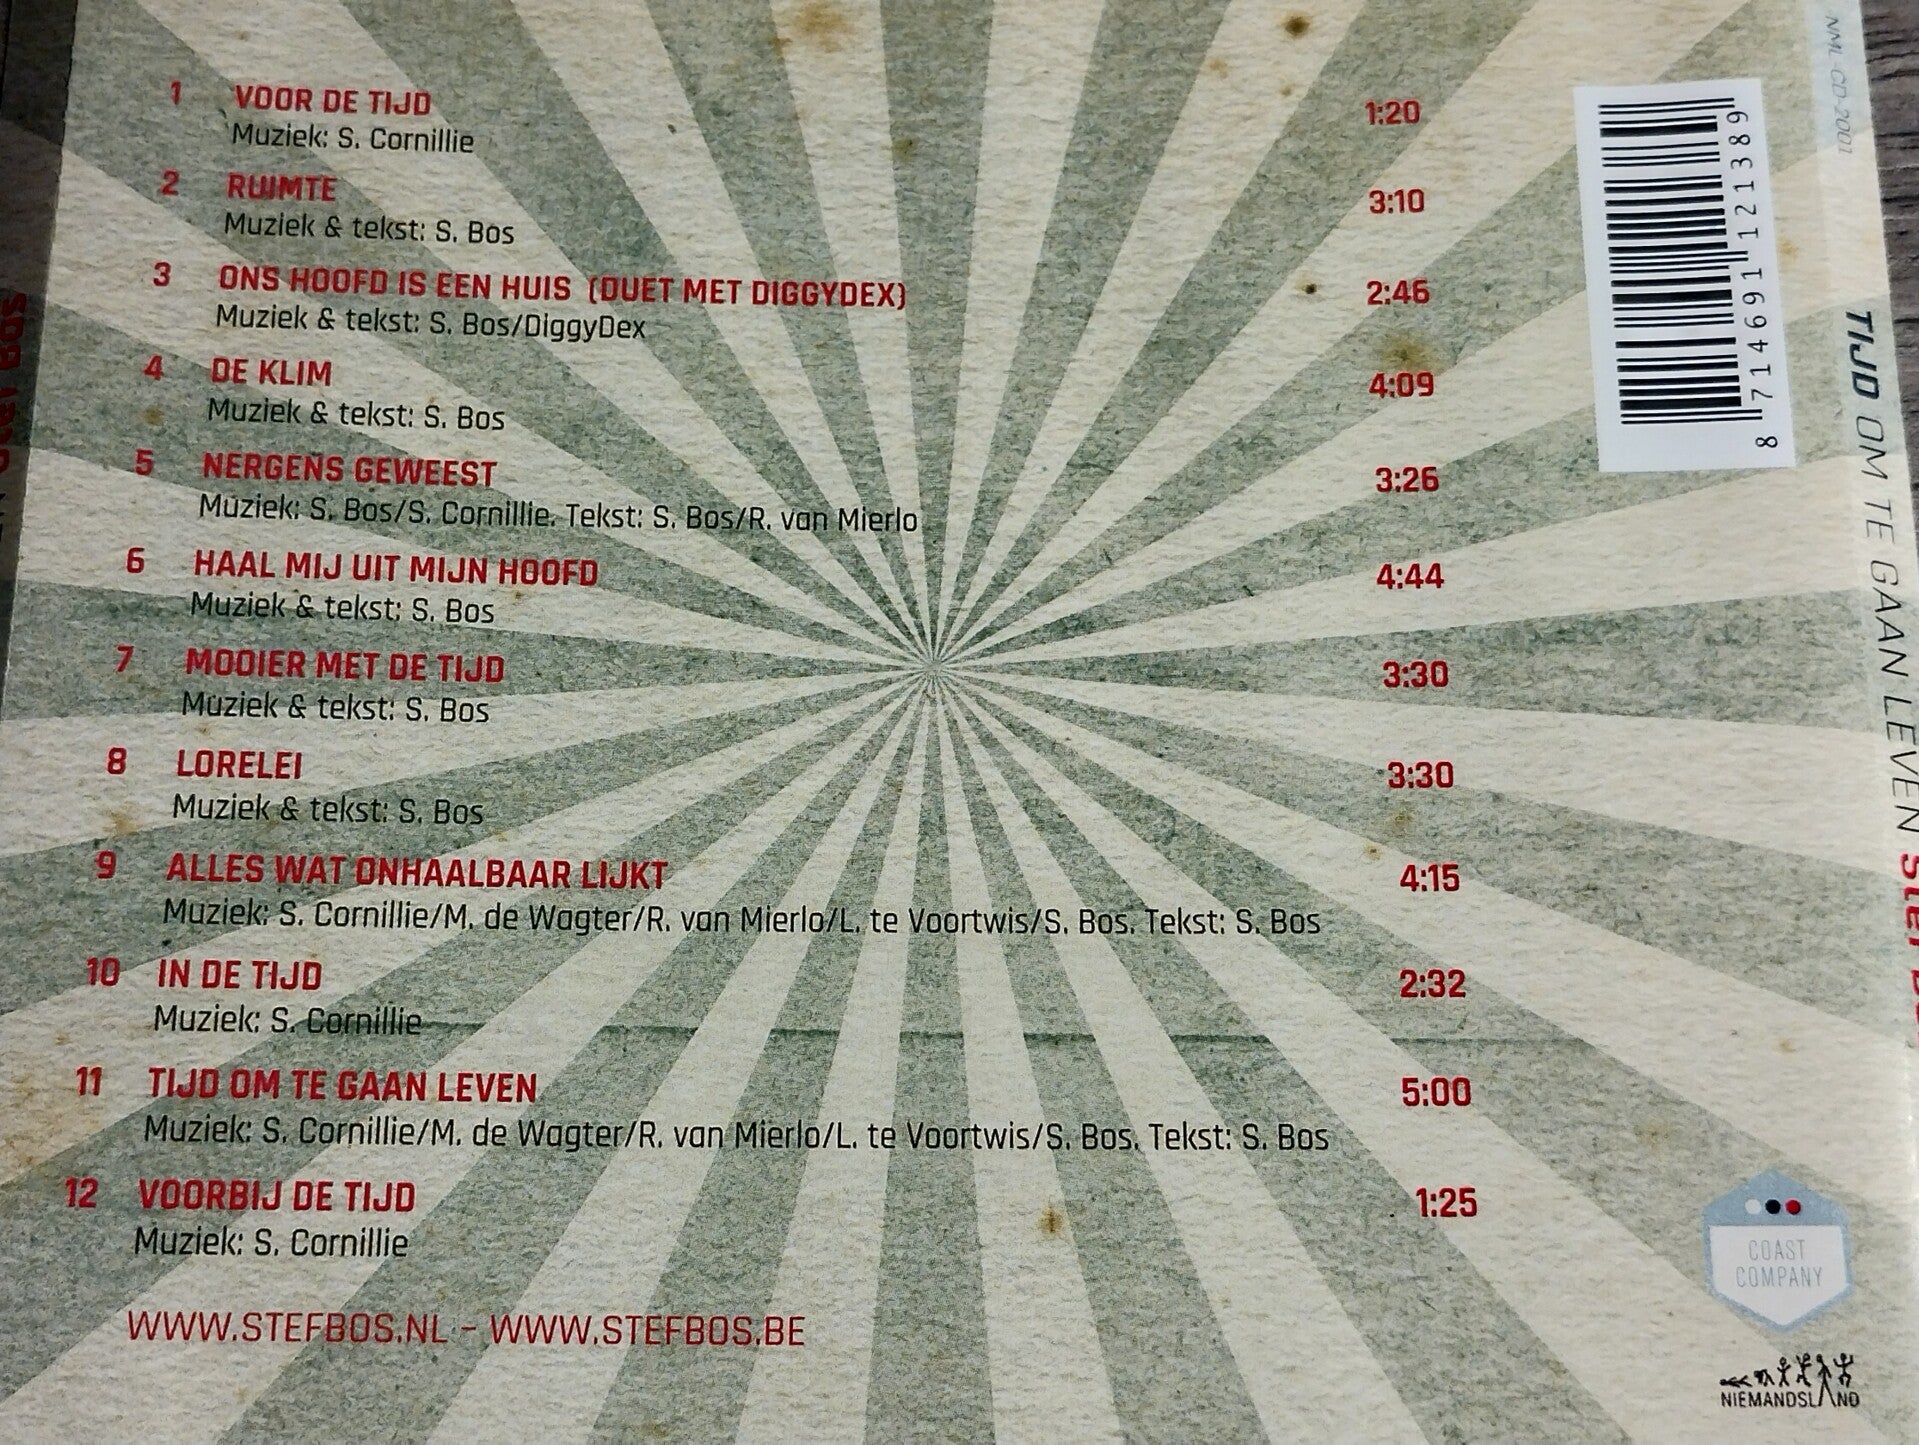 1 VOOR DE TIJD 1:20
Muziek: S. Cornillie
2 RUIMTE 3:10
Muziek & tekst: S. Bos
3 ONS HOOFD IS EEN HUIS (DUET MET DIGGYDEX) 2:46
Muziek & tekst: S. Bos/DiggyDex
4 DE KLIM 4:09
Muziek & tekst: S. Bos
5 NERGENS GEWEEST 3:26
Muziek: S. Bos/S. Cornillie. Tekst: S. Bos/R. van Mierlo
6 HAAL MIJ UIT MIJN HOOFD 4:44
Muziek & tekst: S. Bos
7 MOOIER MET DE TIJD 3:30
Muziek & tekst: S. Bos
8 LORELEI 3:30
Muziek & tekst: S. Bos
9 ALLES WAT ONHAALBAAR LIJKT 4:15
Muziek: S. Cornillie/M. de Wagter/R. van Mierlo/L. te Voortwis/S. Bos. Tekst: S. Bos
10 IN DE TIJD 2:32
Muziek: S. Cornillie
11 TIJD OM TE GAAN LEVEN 5:00
Muziek: S. Cornillie/M. de Wagter/R. van Mierlo/L. te Voortwis/S. Bos. Tekst: S. Bos
12 VOORBIJ DE TIJD 1:25
Muziek: S. Cornillie
WWW.STEFBOS.NL - WWW.STEFBOS.BE
8 714691 121389
NML-CD-2001
TIJD OM TE GAAN LEVEN Stef
COAST
COMPANY
NIEMANDSLAND